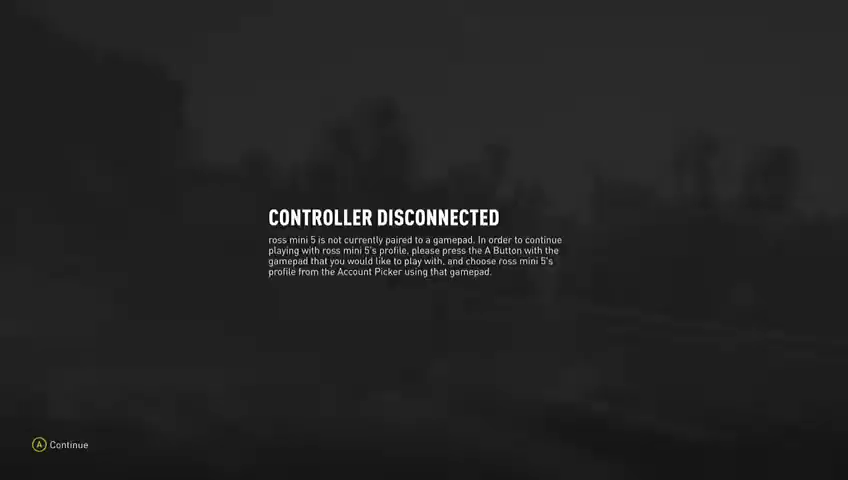 CONTROLLER DISCONNECTED
ross mini 5 is not currently paired to a gamepad. In order to continue
playing with ross mini 5's profile, please press the A Button with the
gamepad that you would like to play with, and choose ross mini 5's
profile from the Account Picker using that gamepad.
A Continue